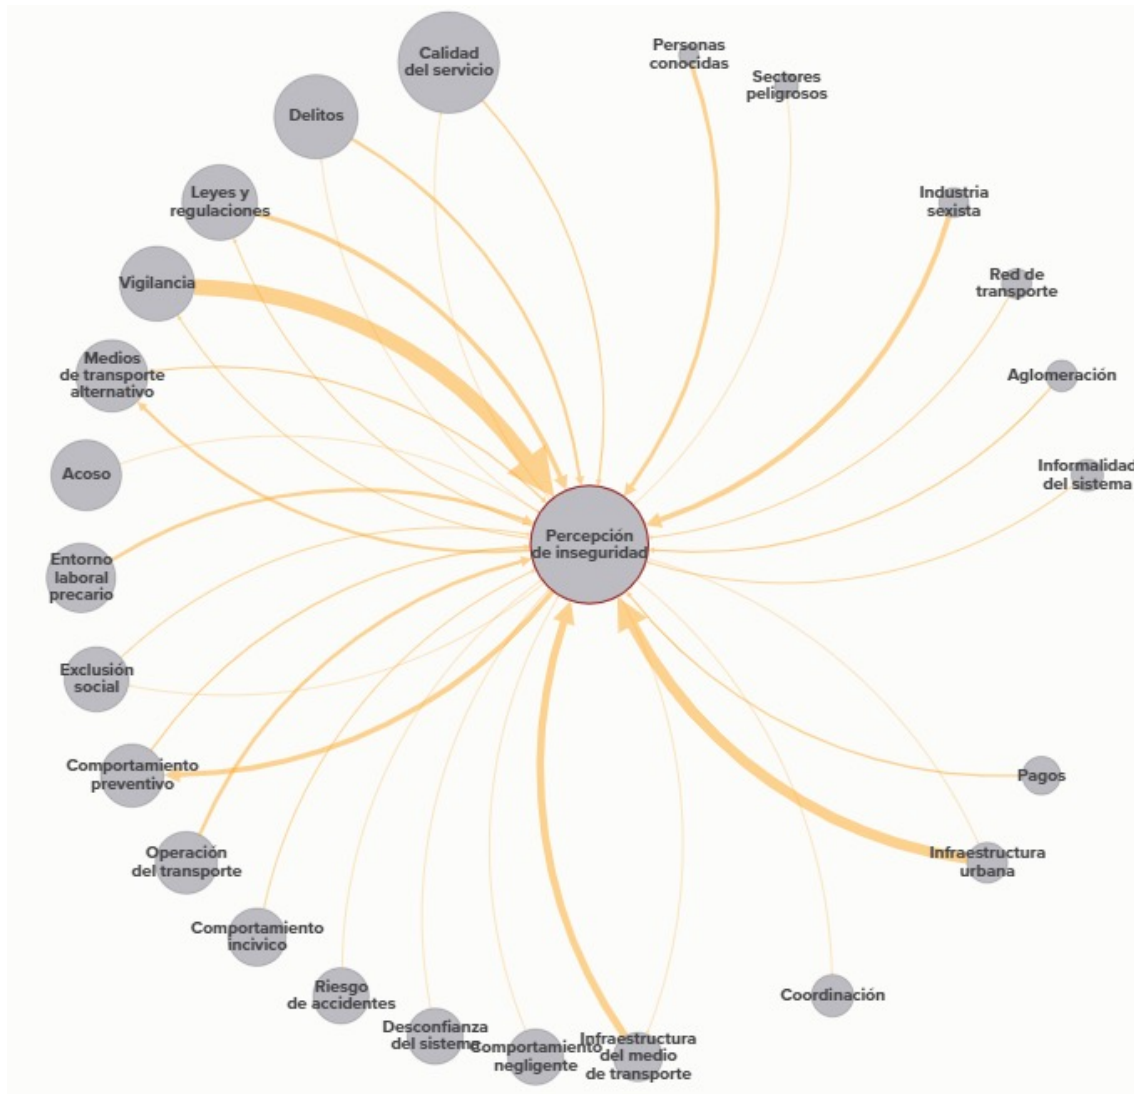 Calidad
del servicio
Personas
conocidas
Sectores
peligrosos
Delitos
Leyes y
regulaciones
Industria
sexista
Vigilancia
Red de
transporte
Medios
de transporte
alternativo
Aglomeración
Acoso
Informalidad
del sistema
Percepción
de inseguridad
Entorno
laboral
precario
Exclusión
social
Comportamiento
preventivo
Pagos
Operación
del transporte
Infraestructura
urbana
Comportamiento
incivico
Riesgo
de accidentes
Coordinación
Desconfianza
del sistema
Comportamiento
negligente
Infraestructura
del medio
de transporte